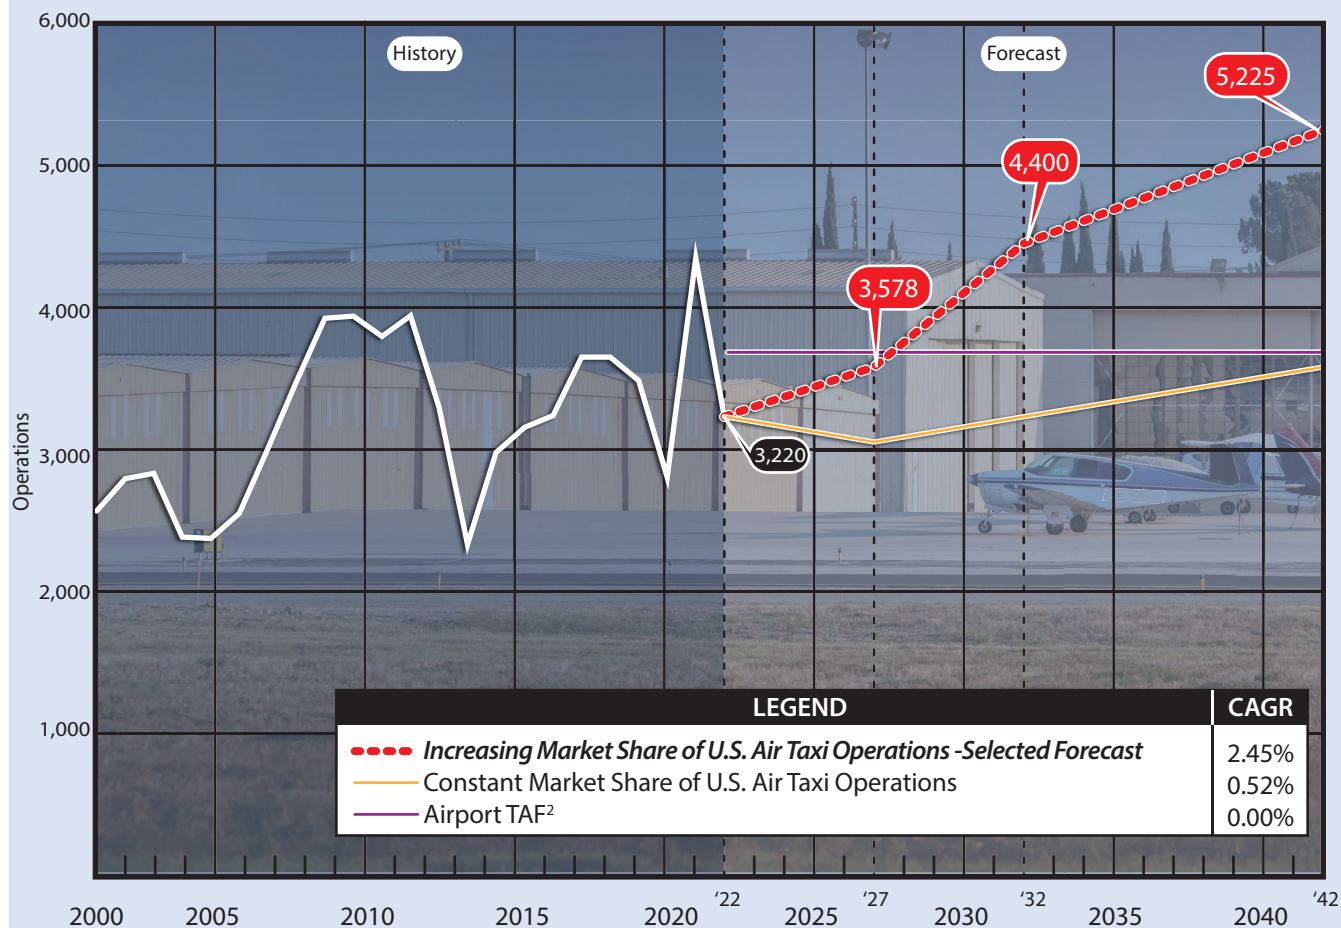 6,000
History
Forecast
5,225
5,000
4,400
4,000
3,578
3,000
3,220
Operations
2,000
1,000
LEGEND CAGR
Increasing Market Share of U.S. Air Taxi Operations -Selected Forecast 2.45%
Constant Market Share of U.S. Air Taxi Operations 0.52%
Airport TAF² 0.00%
2000 2005 2010 2015 2020 ‘22 2025 ‘27 2030 ‘32 2035 2040 ‘42